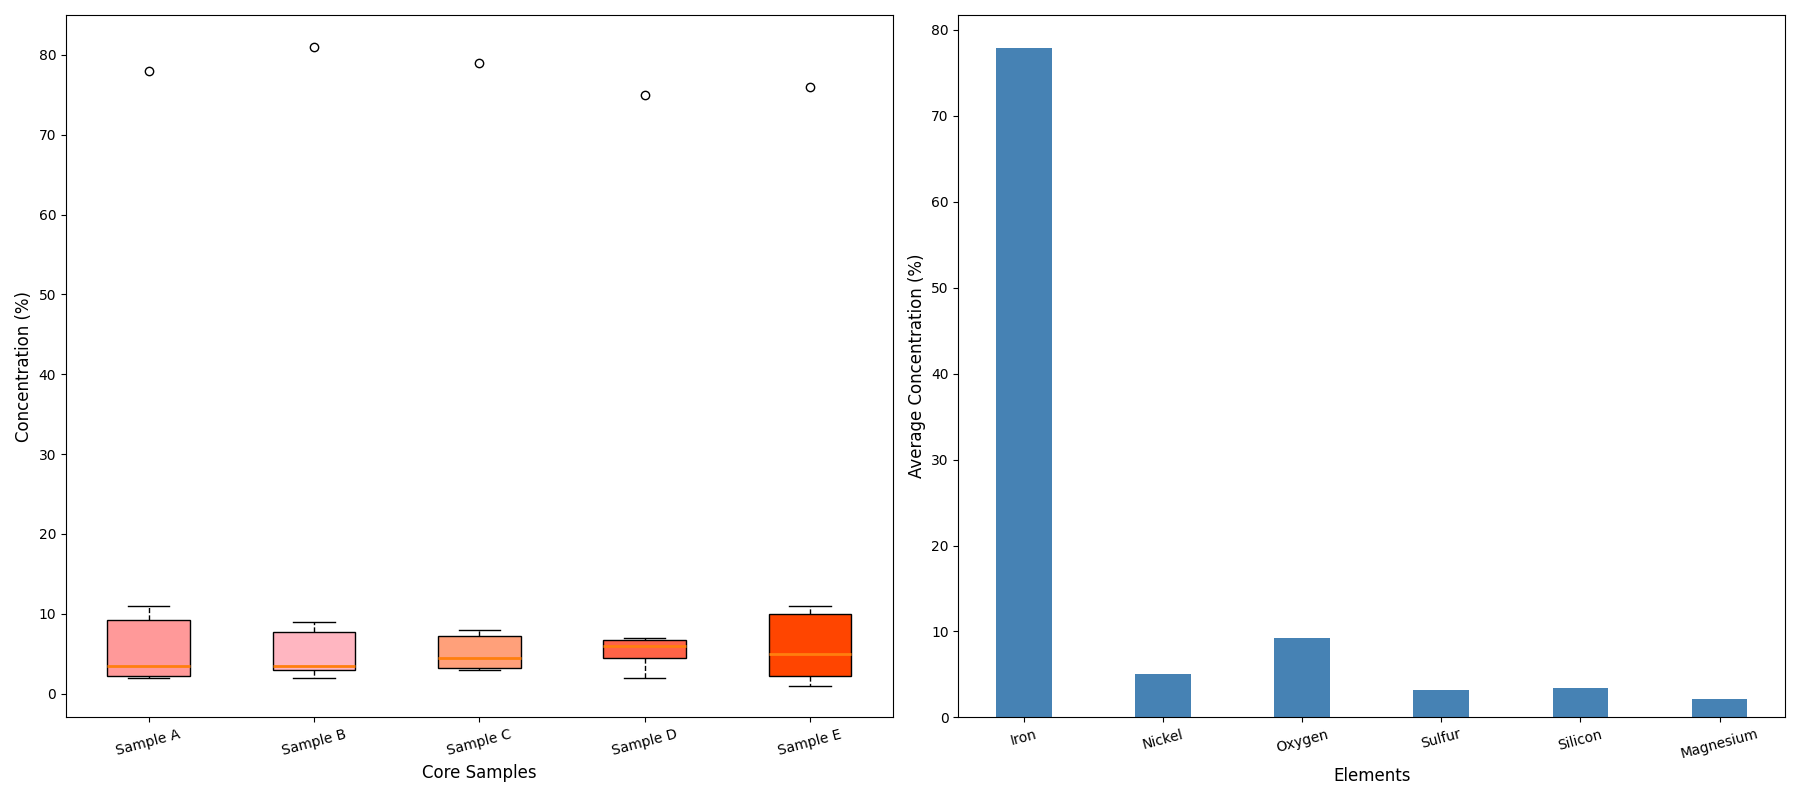 Concentration (%)
80
70
60
50
40
30
20
10
0
Sample A
Sample B
Sample C
Sample D
Sample E
Core Samples
Average Concentration (%)
80
70
60
50
40
30
20
10
0
Iron
Nickel
Oxygen
Sulfur
Silicon
Magnesium
Elements